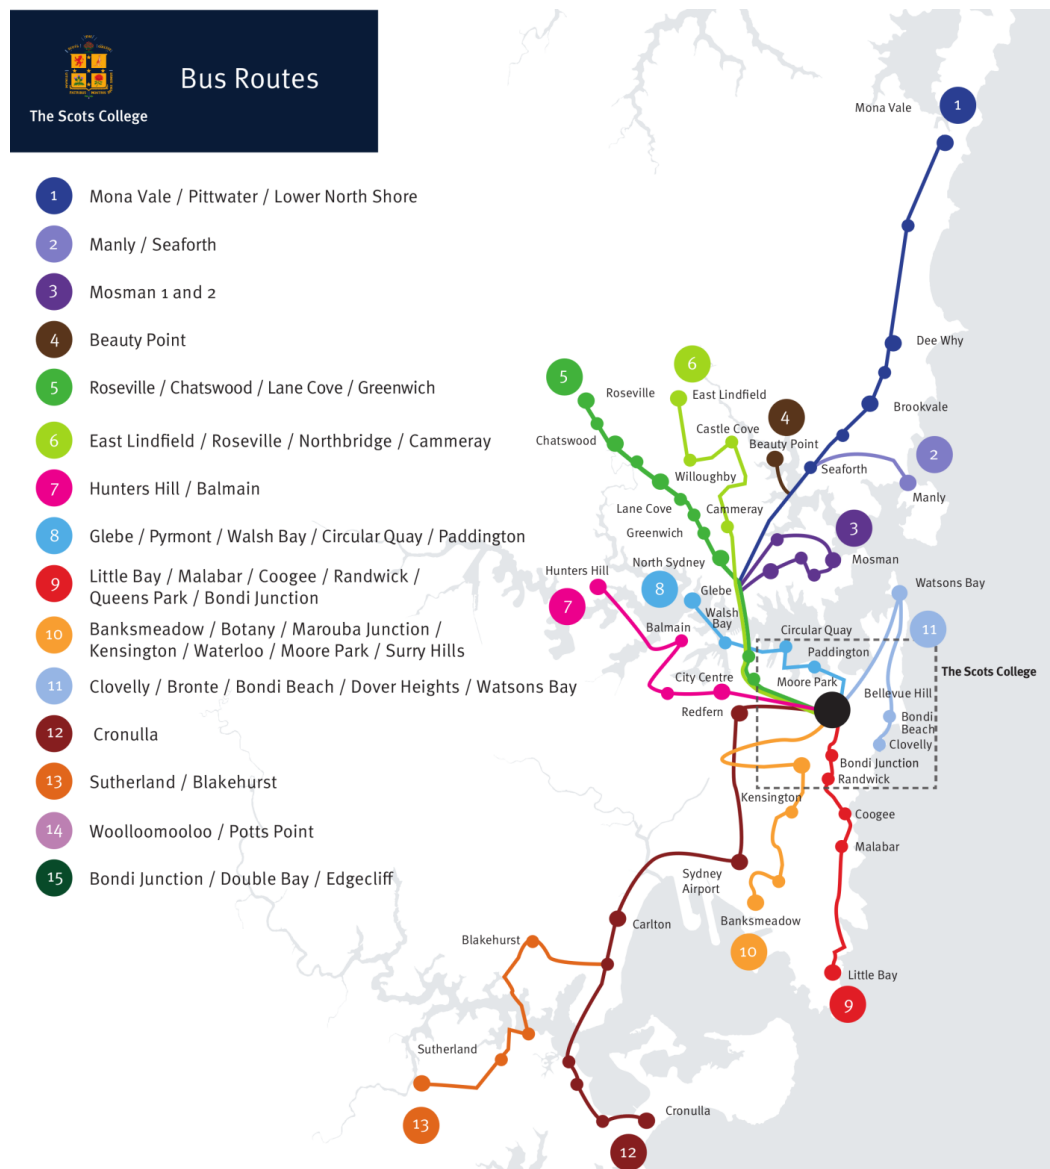 Bus Routes
The Scots College
1 Mona Vale / Pittwater / Lower North Shore
2 Manly / Seaforth
3 Mosman 1 and 2
4 Beauty Point
5 Roseville / Chatswood / Lane Cove / Greenwich
6 East Lindfield / Roseville / Northbridge / Cammeray
7 Hunters Hill / Balmain
8 Glebe / Pyrmont / Walsh Bay / Circular Quay / Paddington
9 Little Bay / Malabar / Coogee / Randwick /
Queens Park / Bondi Junction
10 Banksmeadow / Botany / Marouba Junction /
Kensington / Waterloo / Moore Park / Surry Hills
11 Clovelly / Bronte / Bondi Beach / Dover Heights / Watsons Bay
12 Cronulla
13 Sutherland / Blakehurst
14 Woolloomooloo / Potts Point
15 Bondi Junction / Double Bay / Edgecliff
Mona Vale
1
Dee Why
Brookvale
6
5
Roseville
East Lindfield
4
Castle Cove
Chatswood
Beauty Point
2
Seaforth
Willoughby
Manly
Lane Cove
Cammeray
3
Greenwich
Mosman
North Sydney
Hunters Hill
Watsons Bay
8
Glebe
7
Walsh
Bay
Balmain
Circular Quay
11
Paddington
The Scots College
City Centre
Moore Park
Bellevue Hill
Redfern
Bondi
Beach
Clovelly
Bondi Junction
Randwick
Kensington
Coogee
Malabar
Sydney
Airport
Banksmeadow
Carlton
Blakehurst
10
Little Bay
9
Sutherland
Cronulla
13
12